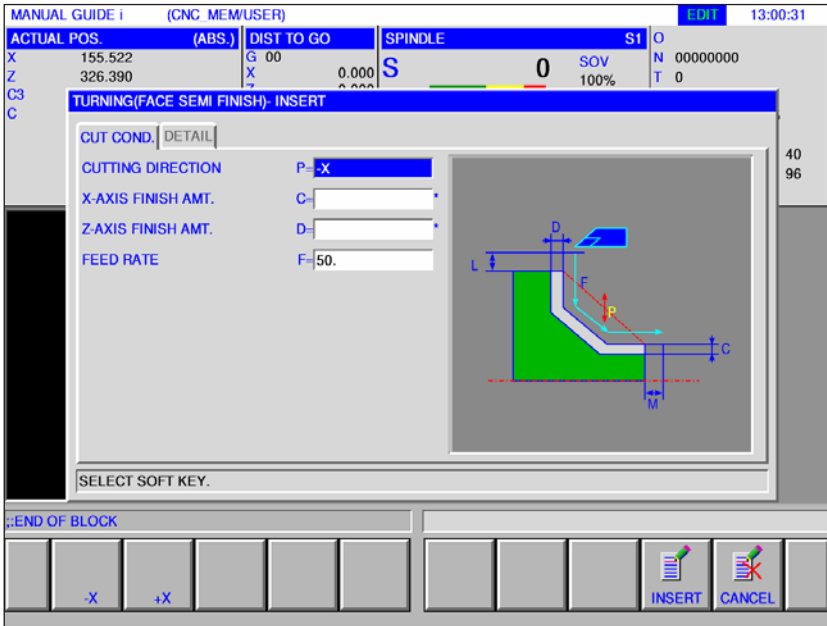 MANUAL GUIDE i (CNC_MEM/USER) EDIT 13:00:31
ACTUAL POS. (ABS.) DIST TO GO SPINDLE S1 O
X 155.522 G 00 S 0 SOV N 00000000
Z 326.390 X 0.000 100% T 0
C3
C
TURNING(FACE SEMI FINISH)- INSERT
CUT COND. DETAIL
CUTTING DIRECTION P=-X
X-AXIS FINISH AMT. C= *
Z-AXIS FINISH AMT. D= *
FEED RATE F=50.
40
96
D
L
F
P
C
M
SELECT SOFT KEY.
;:END OF BLOCK
-X +X INSERT CANCEL